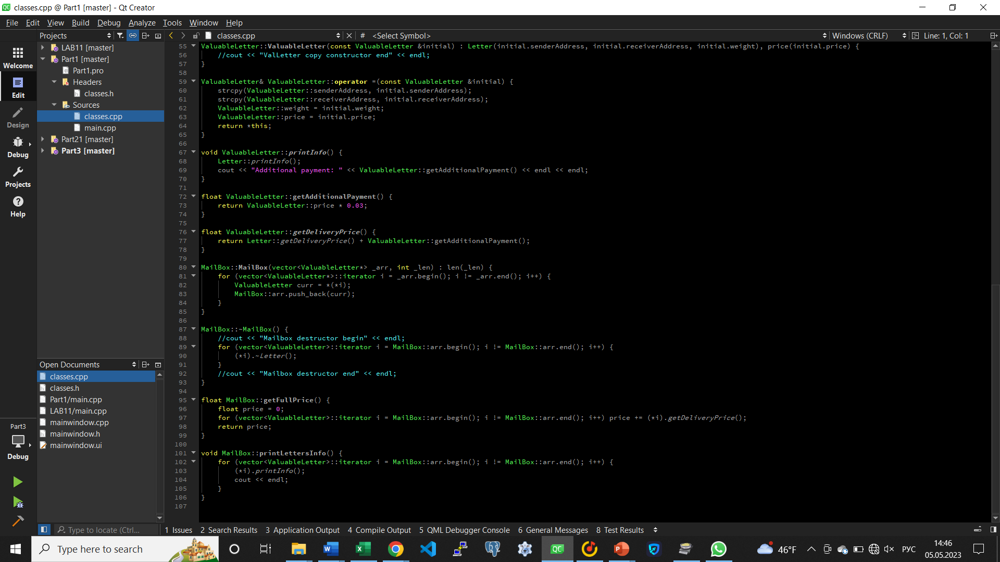 classes.cpp @ Part1 [master] - Qt Creator
File Edit View Build Debug Analyze Tools Window Help
Projects
classes.cpp
# <Select Symbol>
Windows (CRLF)
Line: 1, Col: 1
Welcome
Edit
Design
Debug
Projects
Help
LAB11 [master]
Part1 [master]
Part1.pro
Headers
classes.h
Sources
classes.cpp
main.cpp
Part21 [master]
Part3 [master]
Open Documents
classes.cpp
classes.h
Part1/main.cpp
LAB11/main.cpp
mainwindow.cpp
mainwindow.h
mainwindow.ui
Part3
Debug
55 ValuableLetter::ValuableLetter(const ValuableLetter &initial) : Letter(initial.senderAddress, initial.receiverAddress, initial.weight), price(initial.price) {
56 //cout << "ValLetter copy constructor end" << endl;
57 }
58
59 ValuableLetter& ValuableLetter::operator =(const ValuableLetter &initial) {
60 strcpy(ValuableLetter::senderAddress, initial.senderAddress);
61 strcpy(ValuableLetter::receiverAddress, initial.receiverAddress);
62 ValuableLetter::weight = initial.weight;
63 ValuableLetter::price = initial.price;
64 return *this;
65 }
66
67 void ValuableLetter::printInfo() {
68 Letter::printInfo();
69 cout << "Additional payment: " << ValuableLetter::getAdditionalPayment() << endl << endl;
70 }
71
72 float ValuableLetter::getAdditionalPayment() {
73 return ValuableLetter::price * 0.03;
74 }
75
76 float ValuableLetter::getDeliveryPrice() {
77 return Letter::getDeliveryPrice() + ValuableLetter::getAdditionalPayment();
78 }
79
80 MailBox::MailBox(vector<ValuableLetter*> _arr, int _len) : len(_len) {
81 for (vector<ValuableLetter*>::iterator i = _arr.begin(); i != _arr.end(); i++) {
82 ValuableLetter curr = *(*i);
83 MailBox::arr.push_back(curr);
84 }
85 }
86
87 MailBox::~MailBox() {
88 //cout << "Mailbox destructor begin" << endl;
89 for (vector<ValuableLetter>::iterator i = MailBox::arr.begin(); i != MailBox::arr.end(); i++) {
90 (*i).~Letter();
91 }
92 //cout << "Mailbox destructor end" << endl;
93 }
94
95 float MailBox::getFullPrice() {
96 float price = 0;
97 for (vector<ValuableLetter>::iterator i = MailBox::arr.begin(); i != MailBox::arr.end(); i++) price += (*i).getDeliveryPrice();
98 return price;
99 }
100
101 void MailBox::printLettersInfo() {
102 for (vector<ValuableLetter>::iterator i = MailBox::arr.begin(); i != MailBox::arr.end(); i++) {
103 (*i).printInfo();
104 cout << endl;
105 }
106 }
107
Type to locate (Ctrl...
1 Issues 2 Search Results 3 Application Output 4 Compile Output 5 QML Debugger Console 6 General Messages 8 Test Results
Type here to search
46°F
РУС
14:46
05.05.2023